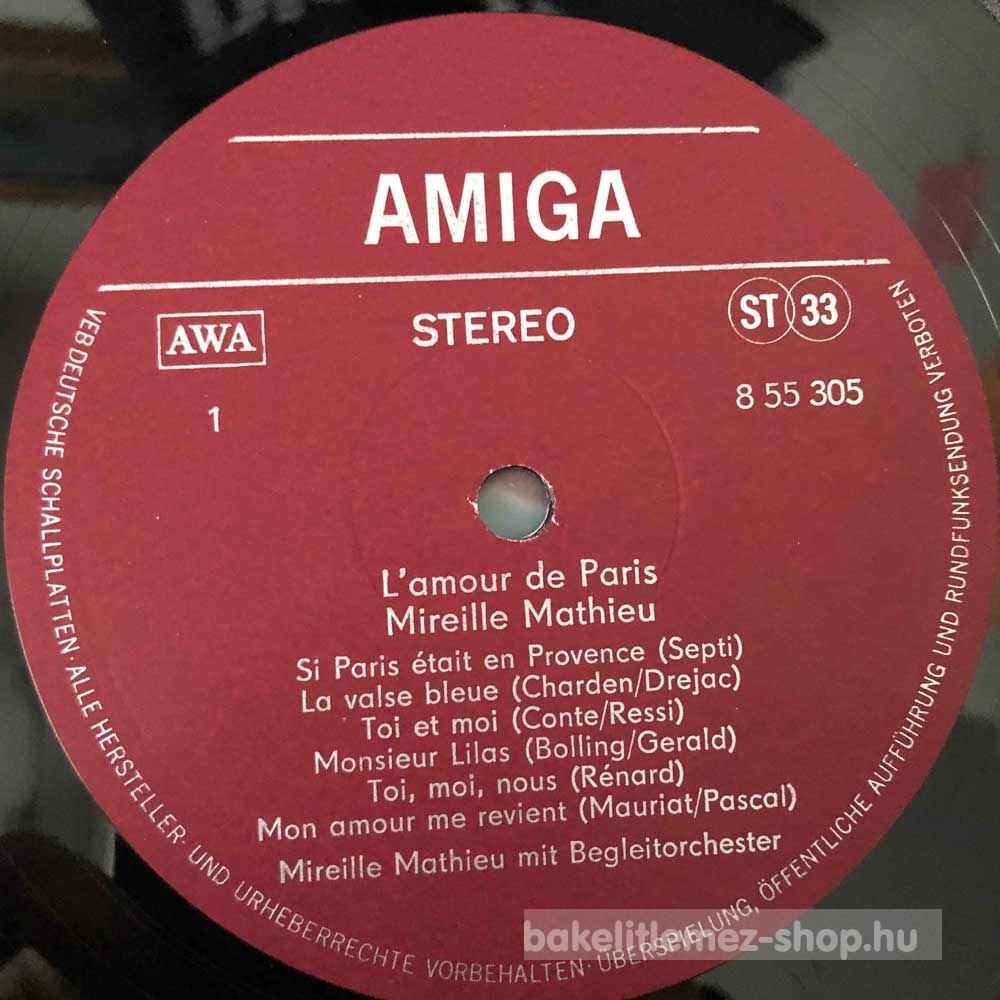 AMIGA
AWA
STEREO
ST 33
1
8 55 305
L'amour de Paris
Mireille Mathieu
Si Paris était en Provence (Septi)
La valse bleue (Charden/Drejac)
Toi et moi (Conte/Ressi)
Monsieur Lilas (Bolling/Gerald)
Toi, moi, nous (Rénard)
Mon amour me revient (Mauriat/Pascal)
Mireille Mathieu mit Begleitorchester
VEB DEUTSCHE SCHALLPLATTEN · ALLE HERSTELLER- UND URHEBERRECHTE VORBEHALTEN · ÜBERSPIELUNG, ÖFFENTLICHE AUFFÜHRUNG UND RUNDFUNKSENDUNG VERBOTEN
bakelitlemez-shop.hu